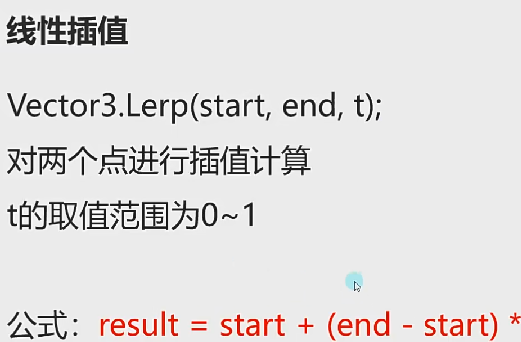 线性插值
Vector3.Lerp(start, end, t);
对两个点进行插值计算
t的取值范围为0~1
公式：result = start + (end - start) *